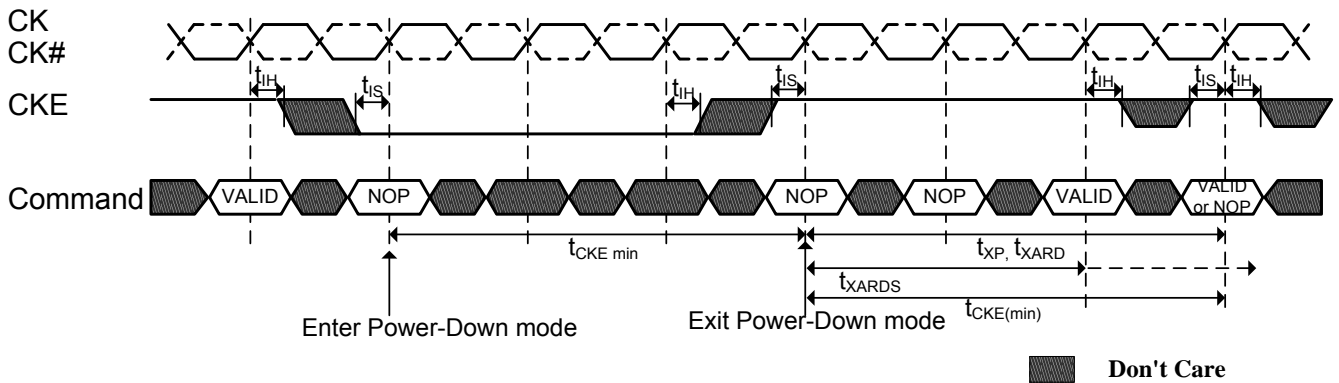 CK
CK#
tIH
tIS
tIH
tIS
tIH
tIS
tIH
CKE
Command
VALID
NOP
NOP
NOP
VALID
VALID or NOP
tCKE min
tXP, tXARD
tXARDS
tCKE(min)
Enter Power-Down mode
Exit Power-Down mode
Don't Care